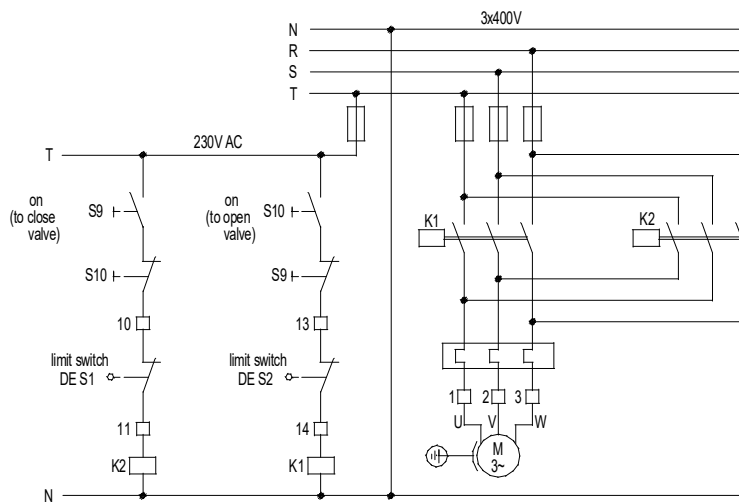 3x400V
N
R
S
T
230V AC
T
on
(to close
valve)
S9
on
(to open
valve)
S10
K1
K2
S10
S9
10
13
limit switch
DE S1
limit switch
DE S2
1
2
3
U
V
W
11
14
M
3~
K2
K1
N